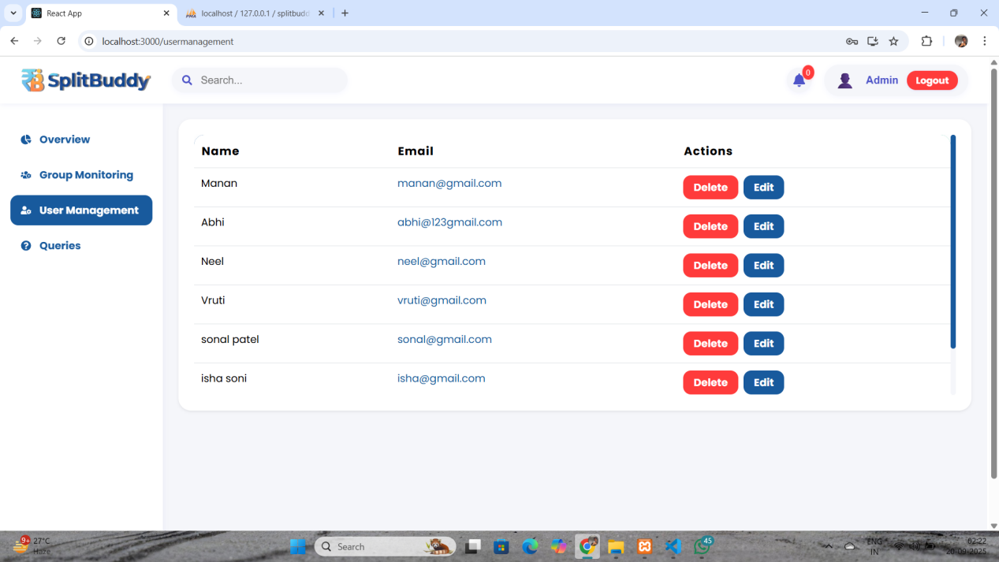 React App
localhost / 127.0.0.1 / splitbudd
localhost:3000/usermanagement
SplitBuddy
Search...
0
Admin
Logout
Overview
Group Monitoring
User Management
Queries
Name Email Actions
Manan manan@gmail.com Delete Edit
Abhi abhi@123gmail.com Delete Edit
Neel neel@gmail.com Delete Edit
Vruti vruti@gmail.com Delete Edit
sonal patel sonal@gmail.com Delete Edit
isha soni isha@gmail.com Delete Edit
9+
27°C
Haze
Search
45
ENG
IN
02:22
20-09-2025